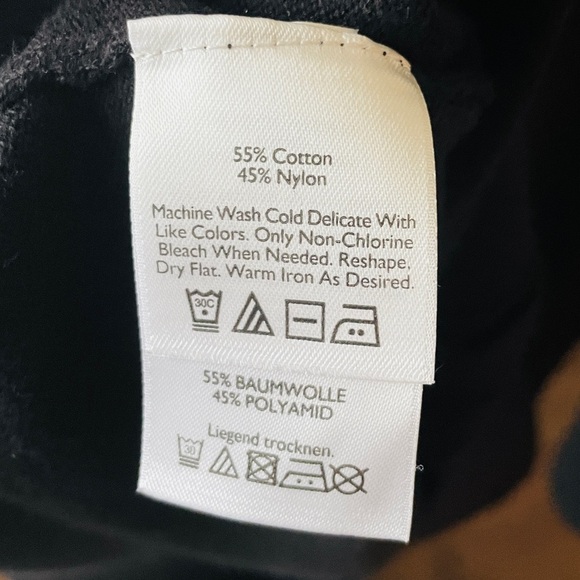 55% Cotton
45% Nylon
Machine Wash Cold Delicate With
Like Colors. Only Non-Chlorine
Bleach When Needed. Reshape.
Dry Flat. Warm Iron As Desired.
30C
55% BAUMWOLLE
45% POLYAMID
Liegend trocknen.
30